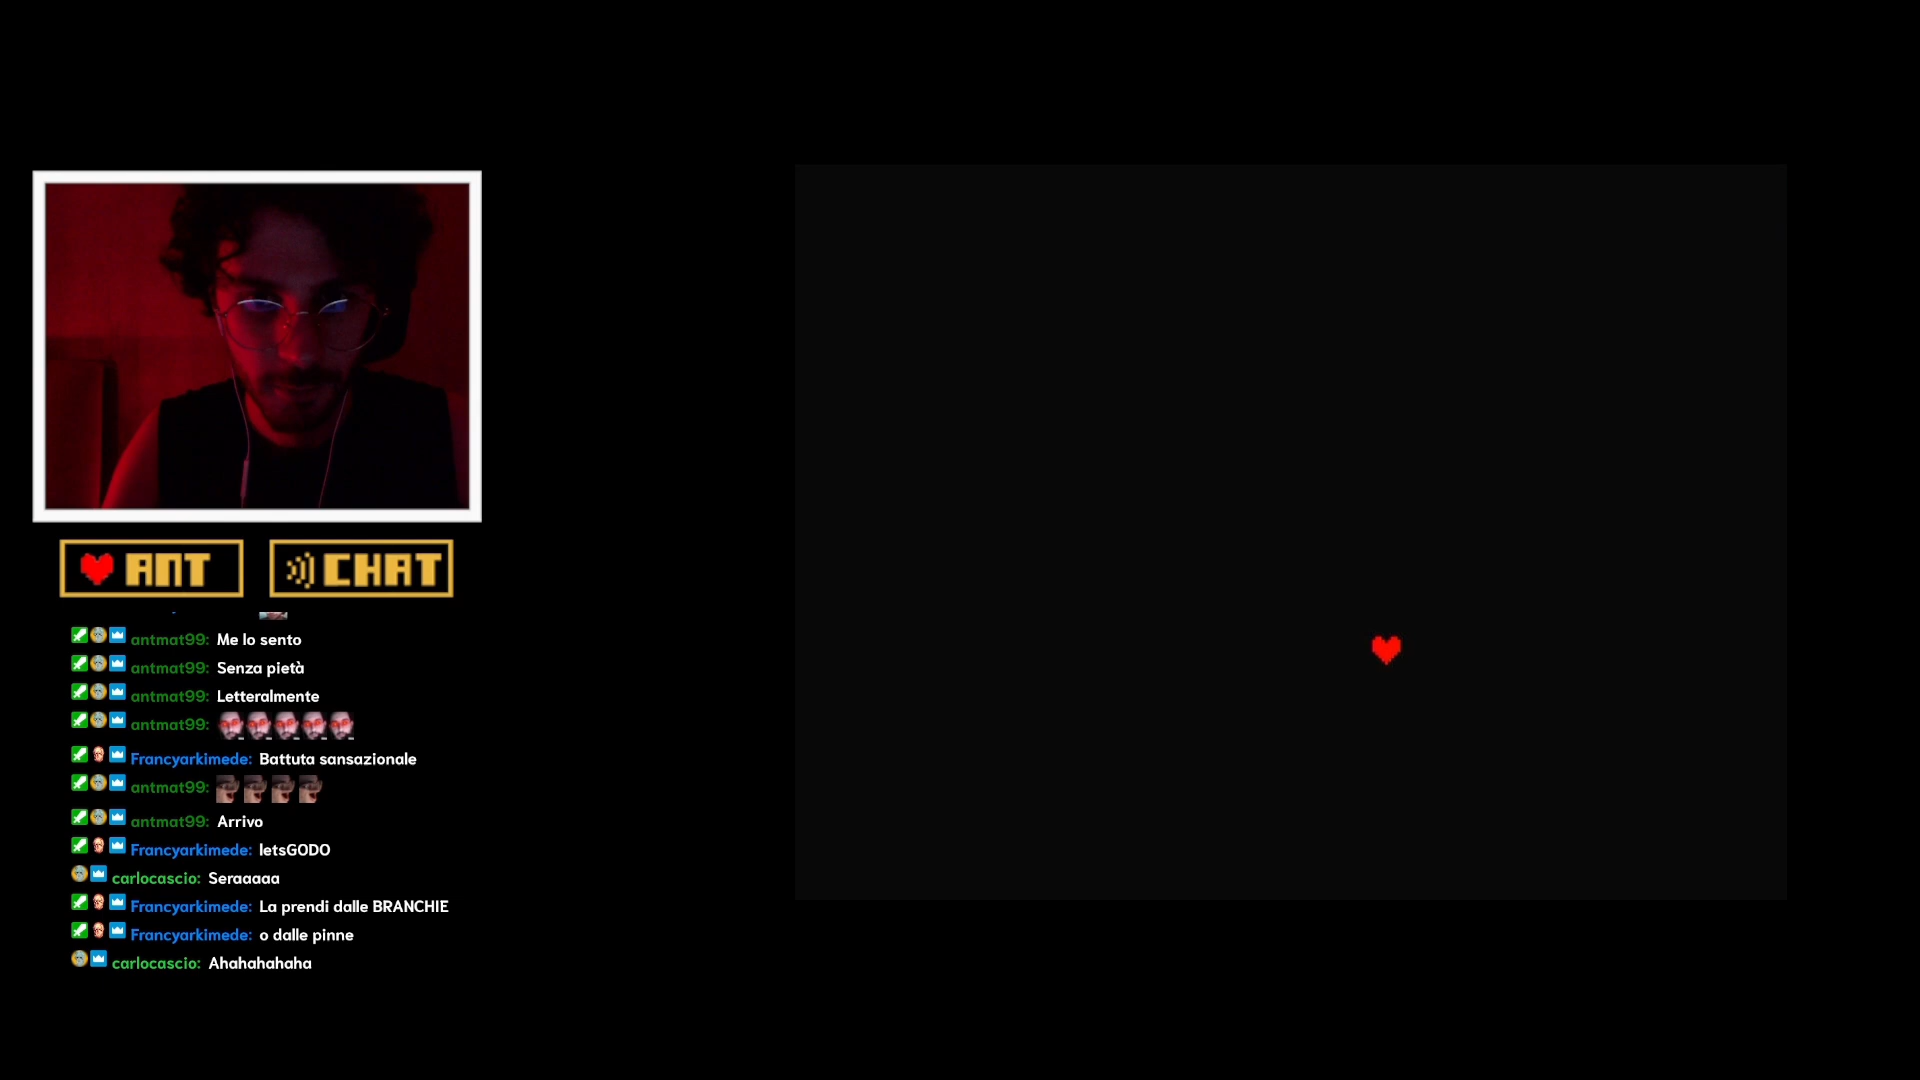 ANT
CHAT
antmat99: Me lo sento
antmat99: Senza pietà
antmat99: Letteralmente
antmat99:
Francyarkimede: Battuta sansazionale
antmat99:
antmat99: Arrivo
Francyarkimede: letsGODO
carlocascio: Seraaaaa
Francyarkimede: La prendi dalle BRANCHIE
Francyarkimede: o dalle pinne
carlocascio: Ahahahahaha